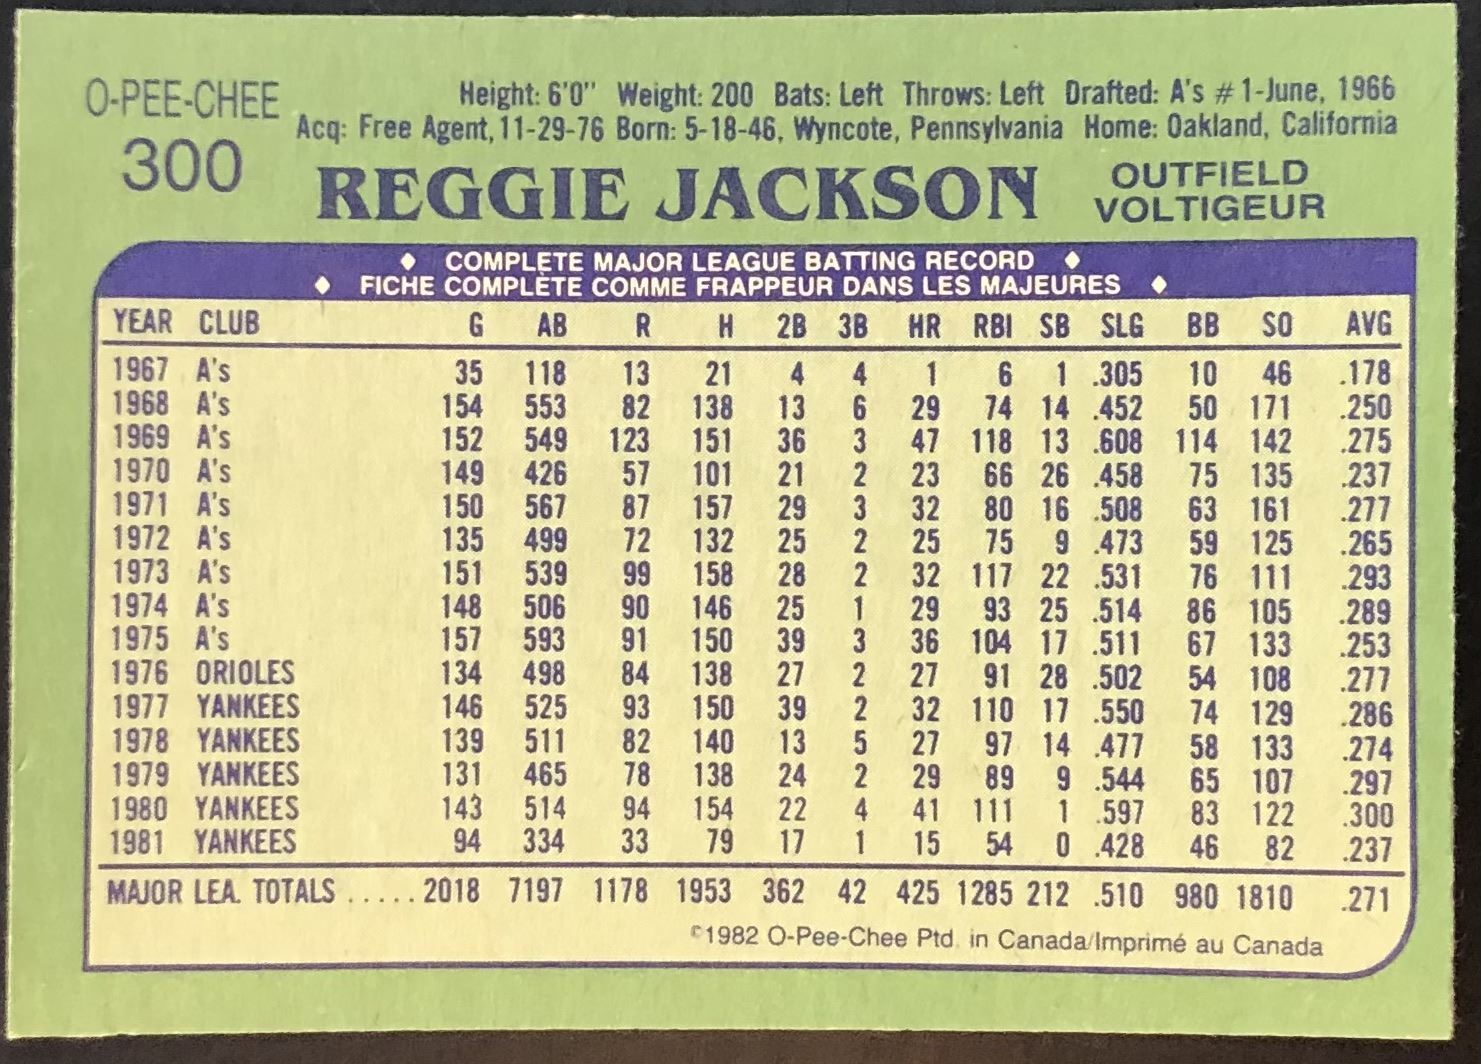 O-PEE-CHEE
300
Height: 6'0" Weight: 200 Bats: Left Throws: Left Drafted: A's #1-June, 1966
Acq: Free Agent, 11-29-76 Born: 5-18-46, Wyncote, Pennsylvania Home: Oakland, California
REGGIE JACKSON
OUTFIELD
VOLTIGEUR
♦ COMPLETE MAJOR LEAGUE BATTING RECORD ♦
♦ FICHE COMPLÈTE COMME FRAPPEUR DANS LES MAJEURES ♦
YEAR CLUB G AB R H 2B 3B HR RBI SB SLG BB SO AVG
1967 A's 35 118 13 21 4 4 1 6 1 .305 10 46 .178
1968 A's 154 553 82 138 13 6 29 74 14 .452 50 171 .250
1969 A's 152 549 123 151 36 3 47 118 13 .608 114 142 .275
1970 A's 149 426 57 101 21 2 23 66 26 .458 75 135 .237
1971 A's 150 567 87 157 29 3 32 80 16 .508 63 161 .277
1972 A's 135 499 72 132 25 2 25 75 9 .473 59 125 .265
1973 A's 151 539 99 158 28 2 32 117 22 .531 76 111 .293
1974 A's 148 506 90 146 25 1 29 93 25 .514 86 105 .289
1975 A's 157 593 91 150 39 3 36 104 17 .511 67 133 .253
1976 ORIOLES 134 498 84 138 27 2 27 91 28 .502 54 108 .277
1977 YANKEES 146 525 93 150 39 2 32 110 17 .550 74 129 .286
1978 YANKEES 139 511 82 140 13 5 27 97 14 .477 58 133 .274
1979 YANKEES 131 465 78 138 24 2 29 89 9 .544 65 107 .297
1980 YANKEES 143 514 94 154 22 4 41 111 1 .597 83 122 .300
1981 YANKEES 94 334 33 79 17 1 15 54 0 .428 46 82 .237
MAJOR LEA. TOTALS ..... 2018 7197 1178 1953 362 42 425 1285 212 .510 980 1810 .271
©1982 O-Pee-Chee Ptd. in Canada/Imprimé au Canada